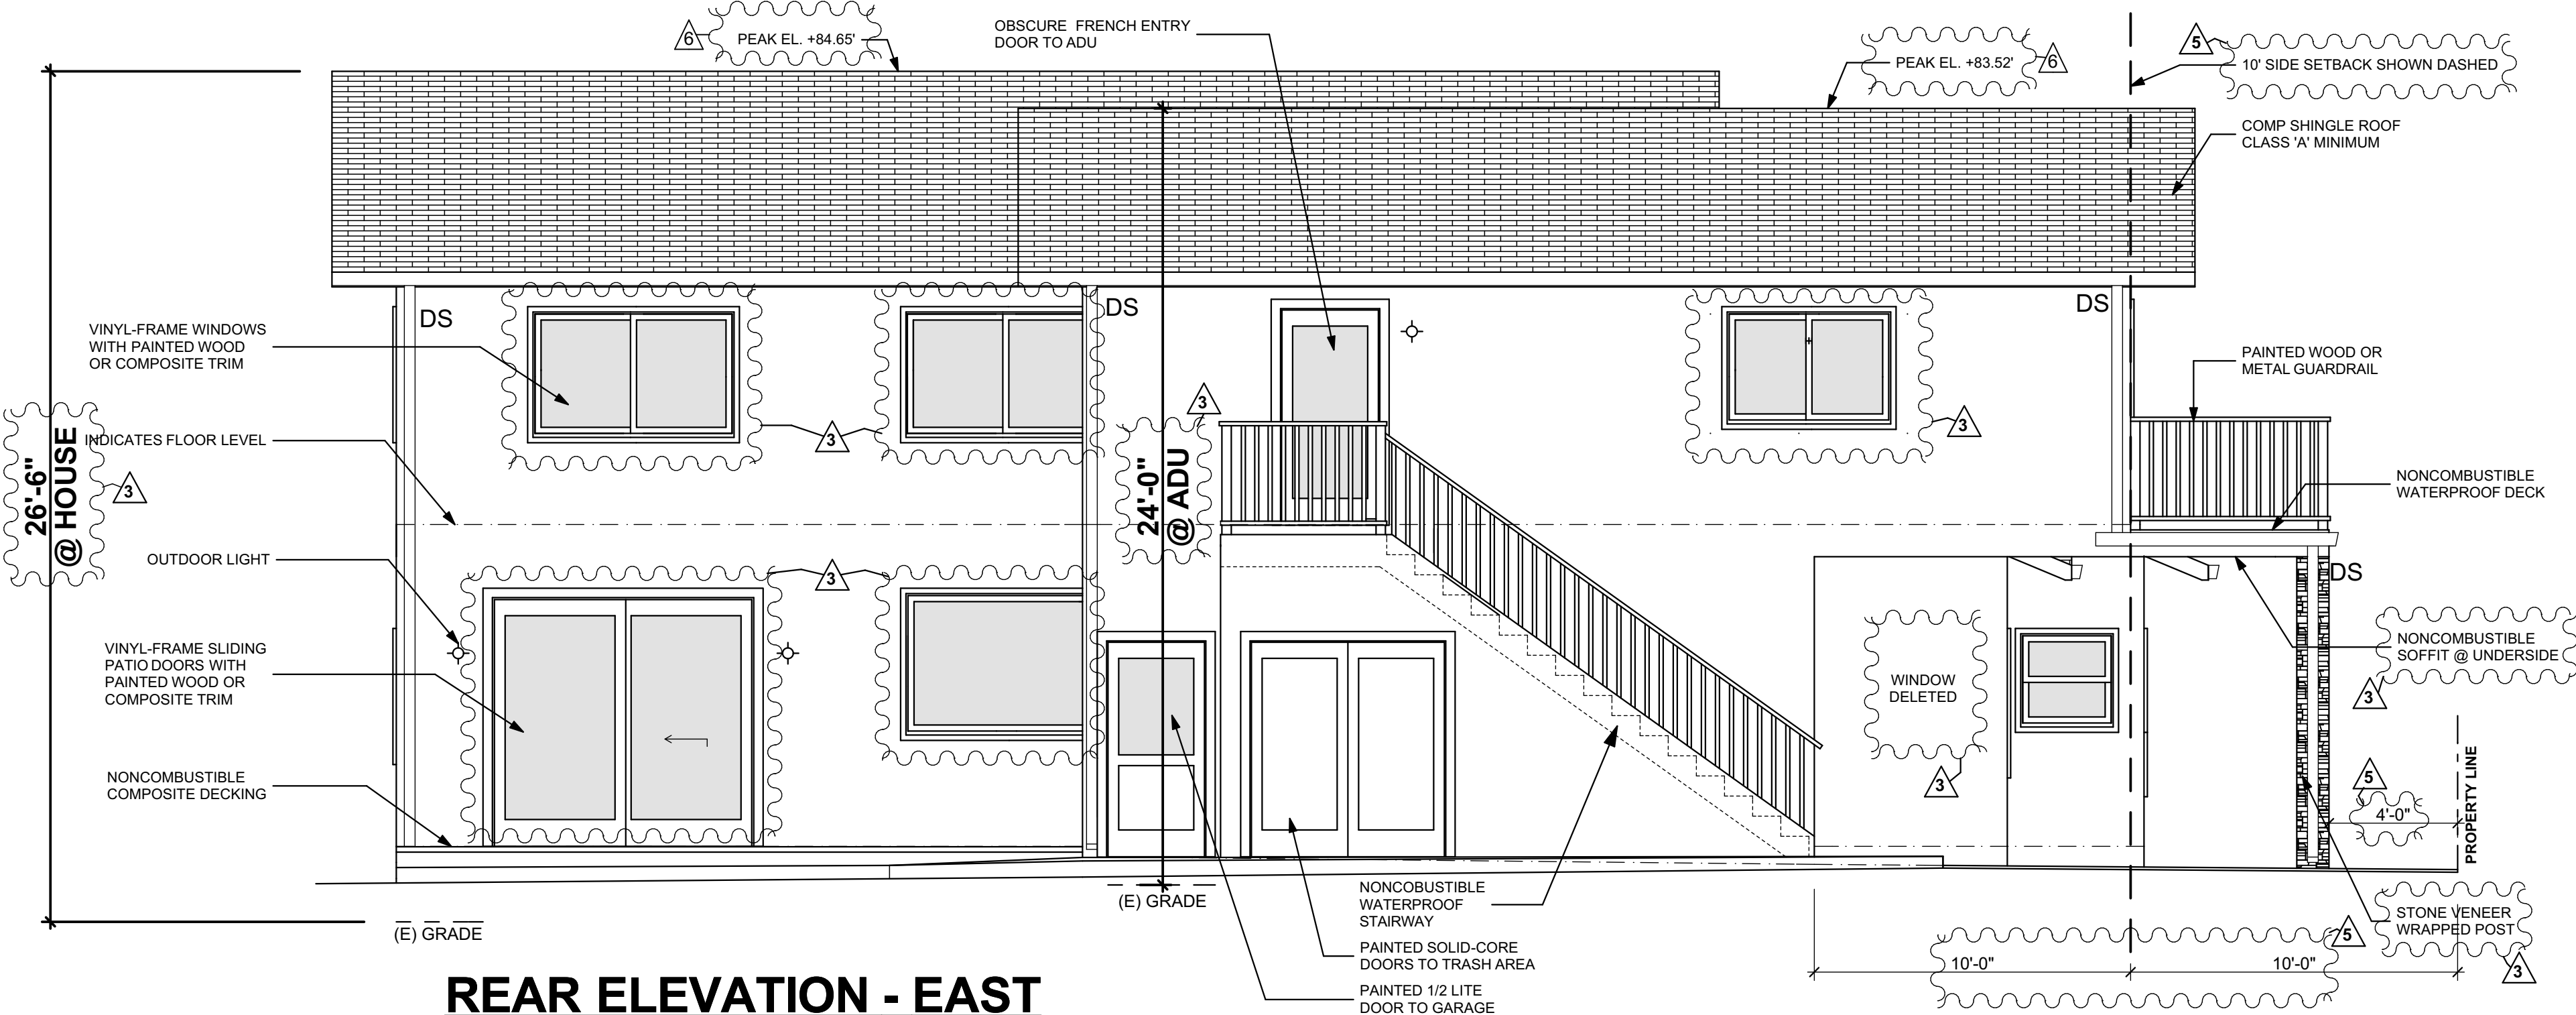 6
PEAK EL. +84.65'
OBSCURE FRENCH ENTRY
DOOR TO ADU
PEAK EL. +83.52'
6
5
10' SIDE SETBACK SHOWN DASHED
COMP SHINGLE ROOF
CLASS 'A' MINIMUM
DS
DS
DS
VINYL-FRAME WINDOWS
WITH PAINTED WOOD
OR COMPOSITE TRIM
PAINTED WOOD OR
METAL GUARDRAIL
3
3
3
INDICATES FLOOR LEVEL
26'-6"
@ HOUSE
3
24'-0"
@ ADU
NONCOMBUSTIBLE
WATERPROOF DECK
OUTDOOR LIGHT
3
DS
VINYL-FRAME SLIDING
PATIO DOORS WITH
PAINTED WOOD OR
COMPOSITE TRIM
WINDOW
DELETED
3
NONCOMBUSTIBLE
SOFFIT @ UNDERSIDE
3
NONCOMBUSTIBLE
COMPOSITE DECKING
5
4'-0"
PROPERTY LINE
(E) GRADE
(E) GRADE
NONCOBUSTIBLE
WATERPROOF
STAIRWAY
PAINTED SOLID-CORE
DOORS TO TRASH AREA
PAINTED 1/2 LITE
DOOR TO GARAGE
STONE VENEER
WRAPPED POST
3
5
10'-0"
10'-0"
REAR ELEVATION - EAST